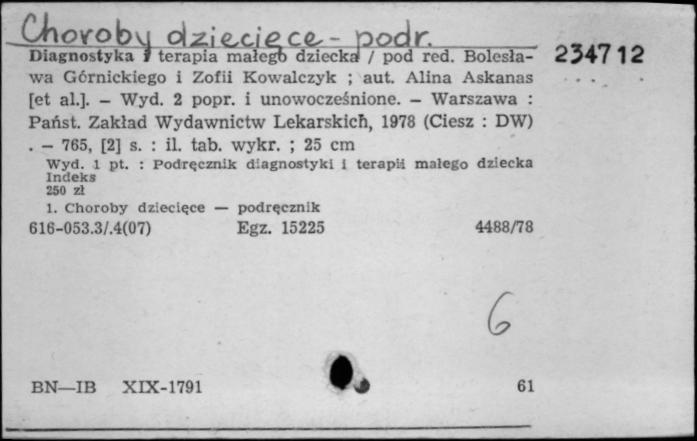 Choroby dziecięce - podr.
Diagnostyka i terapia małego dziecka / pod red. Bolesła-
234712
wa Górnickiego i Zofii Kowalczyk ; aut. Alina Askanas
[et al.]. – Wyd. 2 popr. i unowocześnione. – Warszawa :
Państ. Zakład Wydawnictw Lekarskich, 1978 (Ciesz : DW)
. – 765, [2] s. : il. tab. wykr. ; 25 cm
Wyd. 1 pt. : Podręcznik diagnostyki i terapii małego dziecka
Indeks
250 zł
1. Choroby dziecięce — podręcznik
616-053.3/.4(07) Egz. 15225 4488/78
6
BN—IB XIX-1791 61